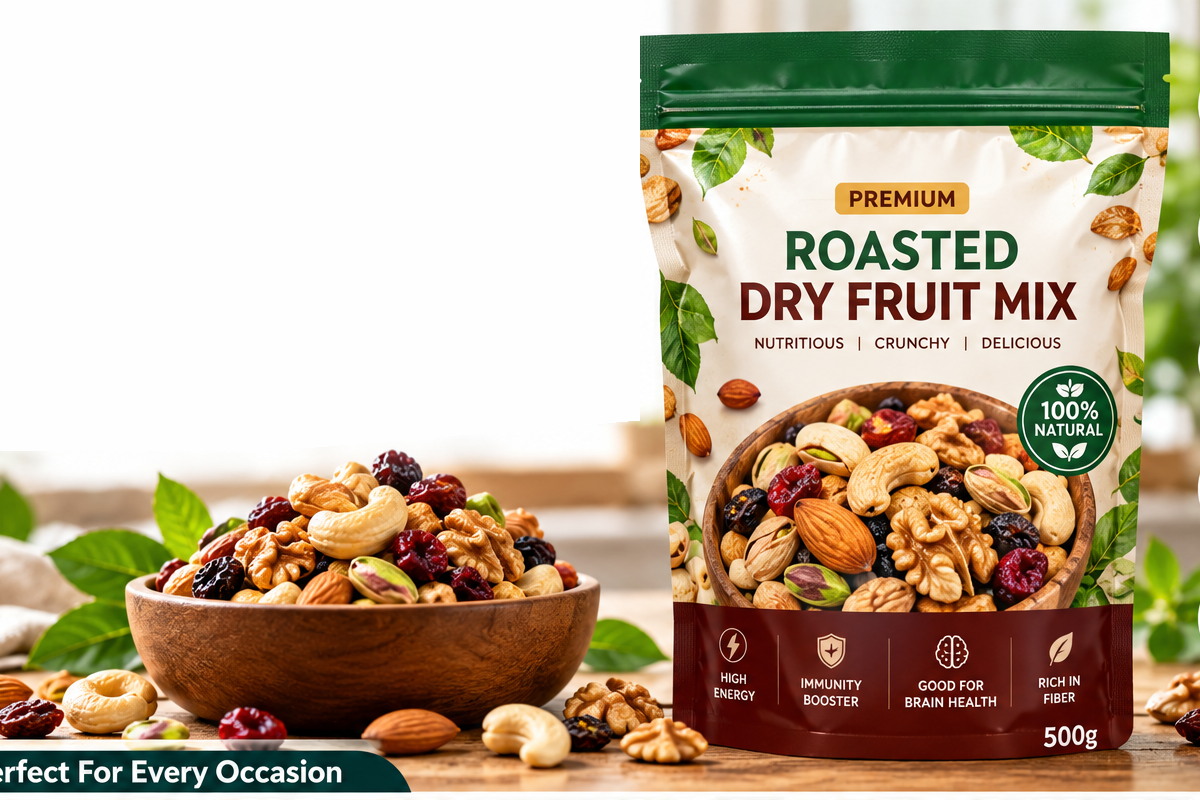 PREMIUM
ROASTED
DRY FRUIT MIX
NUTRITIOUS | CRUNCHY | DELICIOUS
100%
NATURAL
HIGH
ENERGY
IMMUNITY
BOOSTER
GOOD FOR
BRAIN HEALTH
RICH IN
FIBER
500g
erfect For Every Occasion